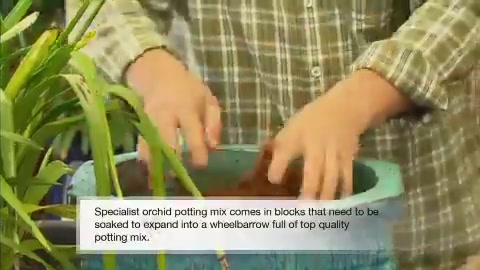 Specialist orchid potting mix comes in blocks that need to be
soaked to expand into a wheelbarrow full of top quality
potting mix.